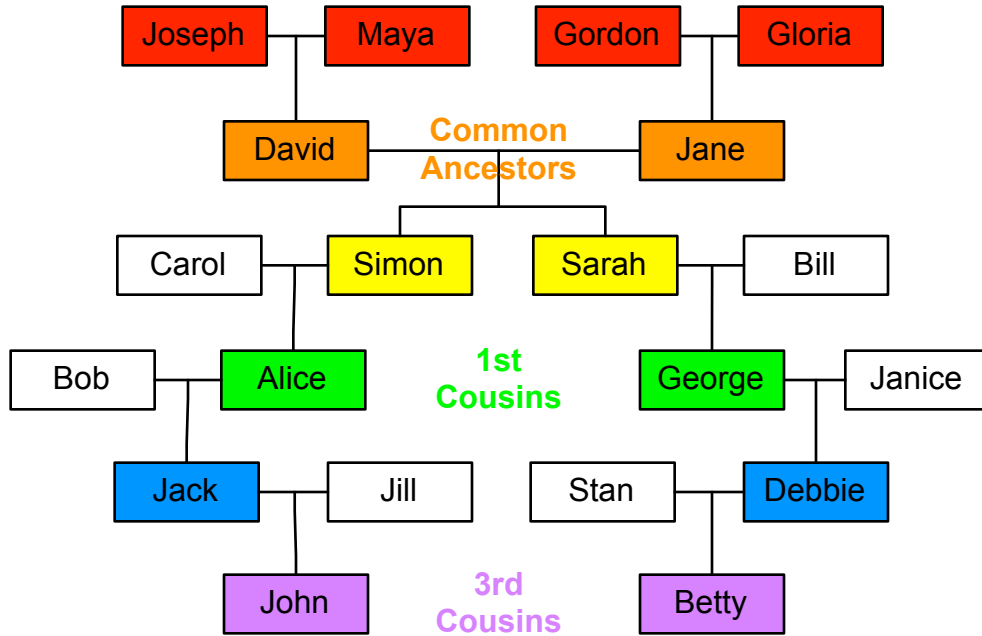 Joseph Maya Gordon Gloria
David Common Jane
Ancestors
Carol Simon Sarah Bill
Bob Alice 1st George Janice
Cousins
Jack Jill Stan Debbie
John 3rd Betty
Cousins